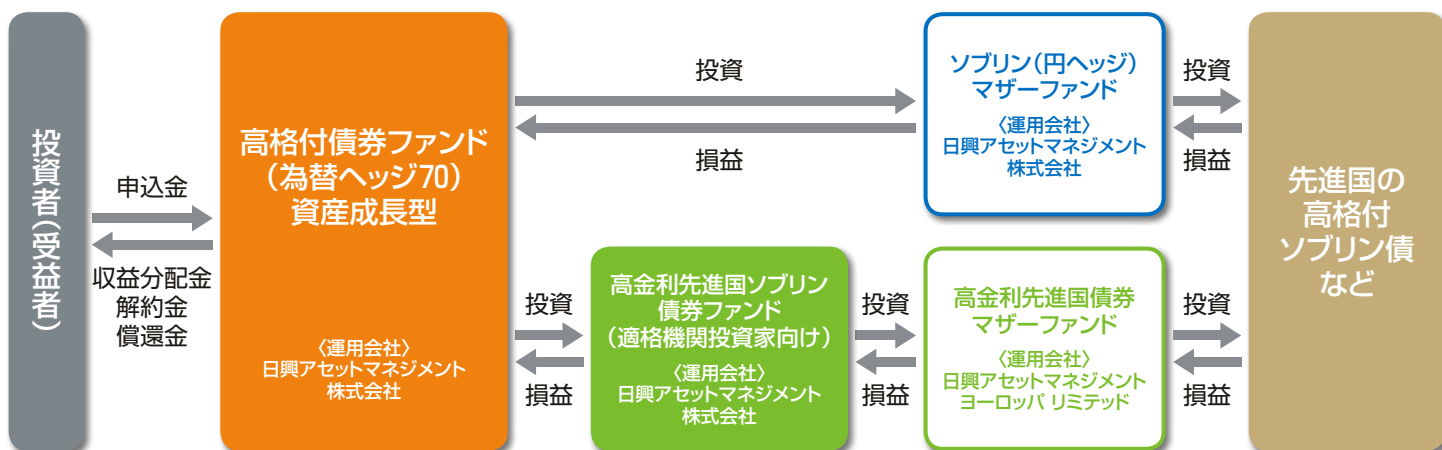 投資者（受益者）
申込金
収益分配金
解約金
償還金
高格付債券ファンド
（為替ヘッジ70）
資産成長型
〈運用会社〉
日興アセットマネジメント
株式会社
投資
損益
ソブリン（円ヘッジ）
マザーファンド
〈運用会社〉
日興アセットマネジメント
株式会社
投資
損益
投資
損益
高金利先進国ソブリン
債券ファンド
（適格機関投資家向け）
〈運用会社〉
日興アセットマネジメント
株式会社
投資
損益
高金利先進国債券
マザーファンド
〈運用会社〉
日興アセットマネジメント
ヨーロッパ リミテッド
投資
損益
先進国の
高格付
ソブリン債
など